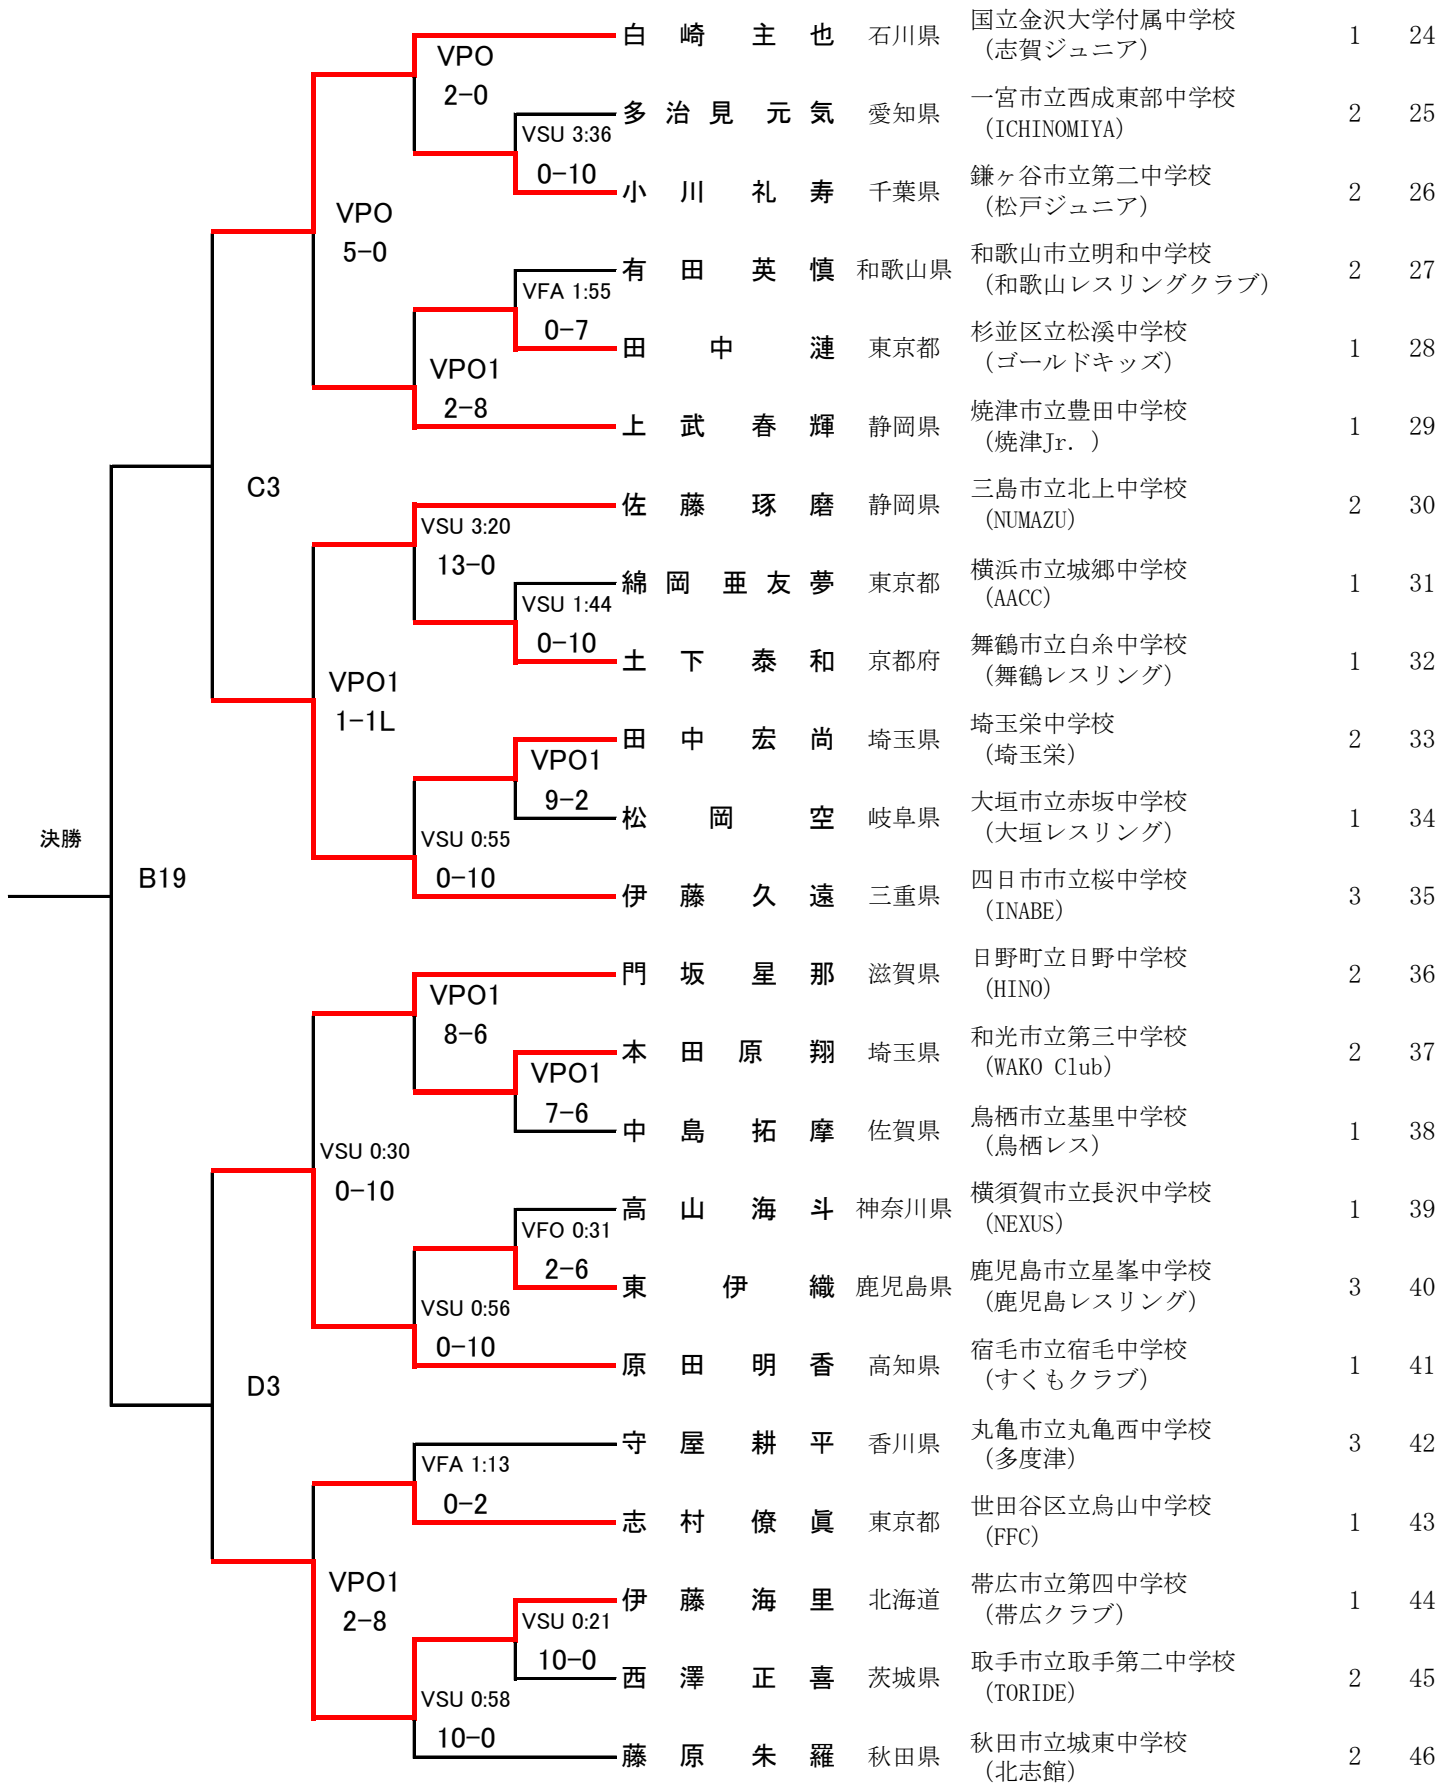 白崎主也 石川県 国立金沢大学付属中学校 1 24
（志賀ジュニア）
VPO
2-0
多治見元気 愛知県 一宮市立西成東部中学校 2 25
（ICHINOMIYA）
VSU 3:36
0-10
小川礼寿 千葉県 鎌ヶ谷市立第二中学校 2 26
（松戸ジュニア）
VPO
5-0
有田英慎 和歌山県 和歌山市立明和中学校 2 27
（和歌山レスリングクラブ）
VFA 1:55
0-7
田中漣 東京都 杉並区立松溪中学校 1 28
（ゴールドキッズ）
VPO1
2-8
上武春輝 静岡県 焼津市立豊田中学校 1 29
（焼津Jr. ）
C3
佐藤琢磨 静岡県 三島市立北上中学校 2 30
（NUMAZU）
VSU 3:20
13-0
綿岡亜友夢 東京都 横浜市立城郷中学校 1 31
（AACC）
VSU 1:44
0-10
土下泰和 京都府 舞鶴市立白糸中学校 1 32
（舞鶴レスリング）
VPO1
1-1L
田中宏尚 埼玉県 埼玉栄中学校 2 33
（埼玉栄）
VPO1
9-2
松岡空 岐阜県 大垣市立赤坂中学校 1 34
（大垣レスリング）
VSU 0:55
0-10
決勝
B19
伊藤久遠 三重県 四日市市立桜中学校 3 35
（INABE）
門坂星那 滋賀県 日野町立日野中学校 2 36
（HINO）
VPO1
8-6
本田原翔 埼玉県 和光市立第三中学校 2 37
（WAKO Club）
VPO1
7-6
中島拓摩 佐賀県 鳥栖市立基里中学校 1 38
（鳥栖レス）
VSU 0:30
0-10
高山海斗 神奈川県 横須賀市立長沢中学校 1 39
（NEXUS）
VFO 0:31
2-6
東伊織 鹿児島県 鹿児島市立星峯中学校 3 40
（鹿児島レスリング）
VSU 0:56
0-10
原田明香 高知県 宿毛市立宿毛中学校 1 41
（すくもクラブ）
D3
守屋耕平 香川県 丸亀市立丸亀西中学校 3 42
（多度津）
VFA 1:13
0-2
志村僚眞 東京都 世田谷区立烏山中学校 1 43
（FFC）
VPO1
2-8
伊藤海里 北海道 帯広市立第四中学校 1 44
（帯広クラブ）
VSU 0:21
10-0
西澤正喜 茨城県 取手市立取手第二中学校 2 45
（TORIDE）
VSU 0:58
10-0
藤原朱羅 秋田県 秋田市立城東中学校 2 46
（北志館）